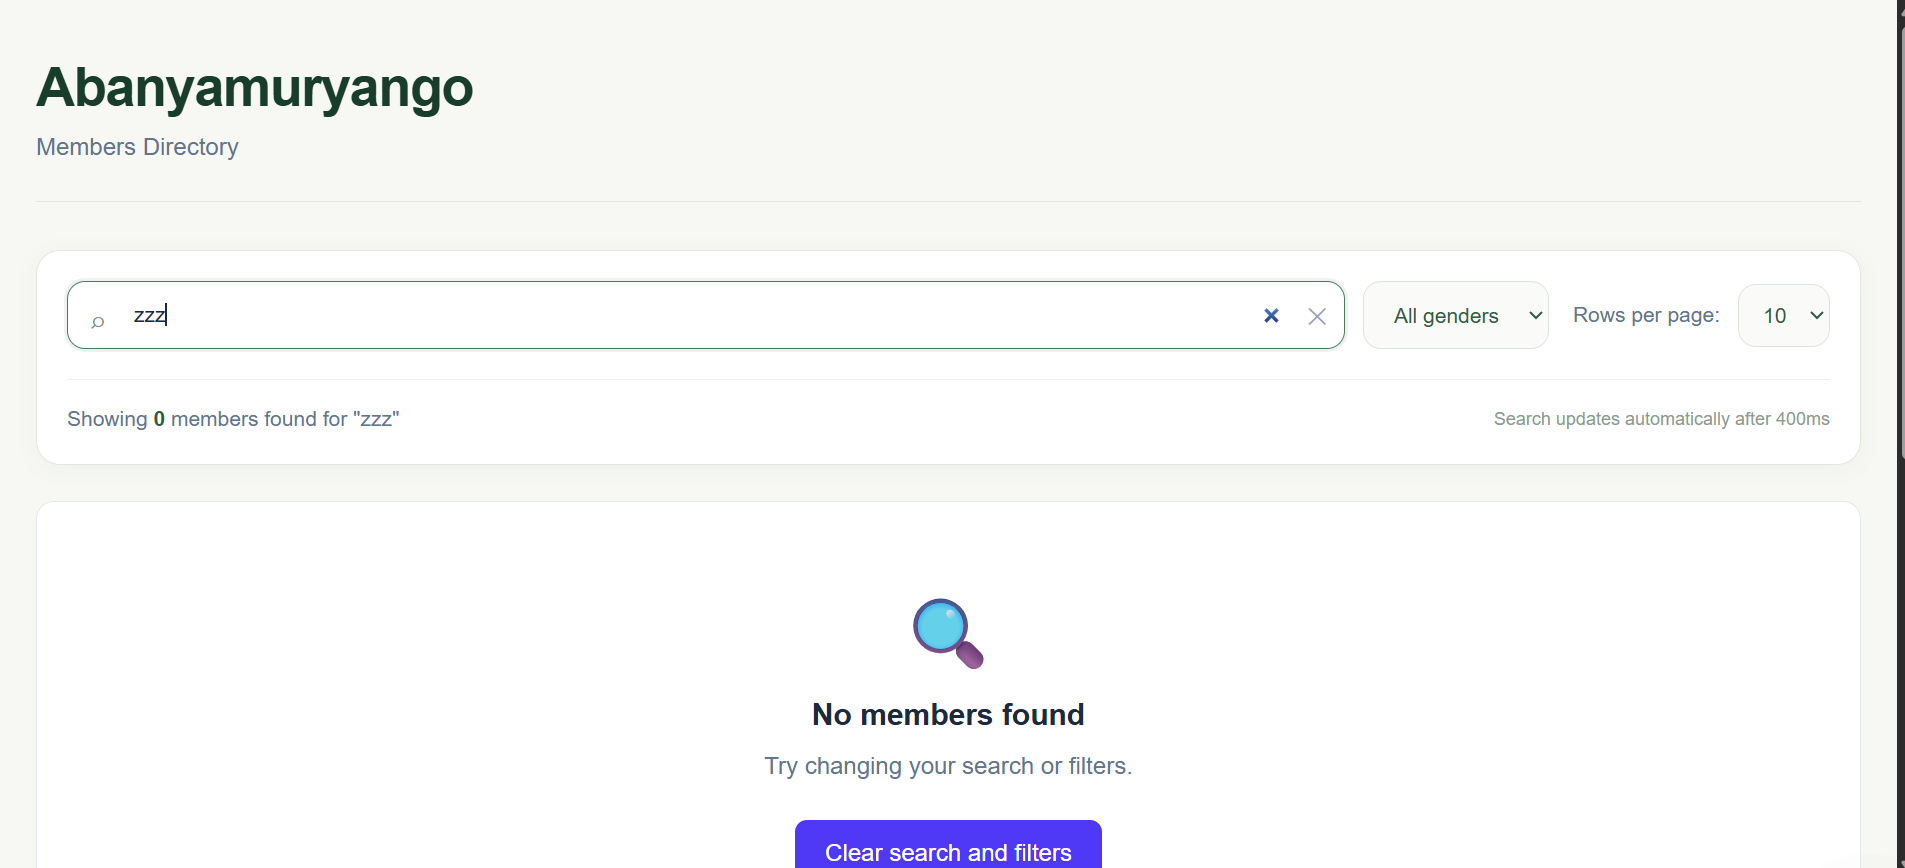 Abanyamuryango
Members Directory
zzz
All genders
Rows per page:
10
Showing 0 members found for "zzz"
Search updates automatically after 400ms
No members found
Try changing your search or filters.
Clear search and filters